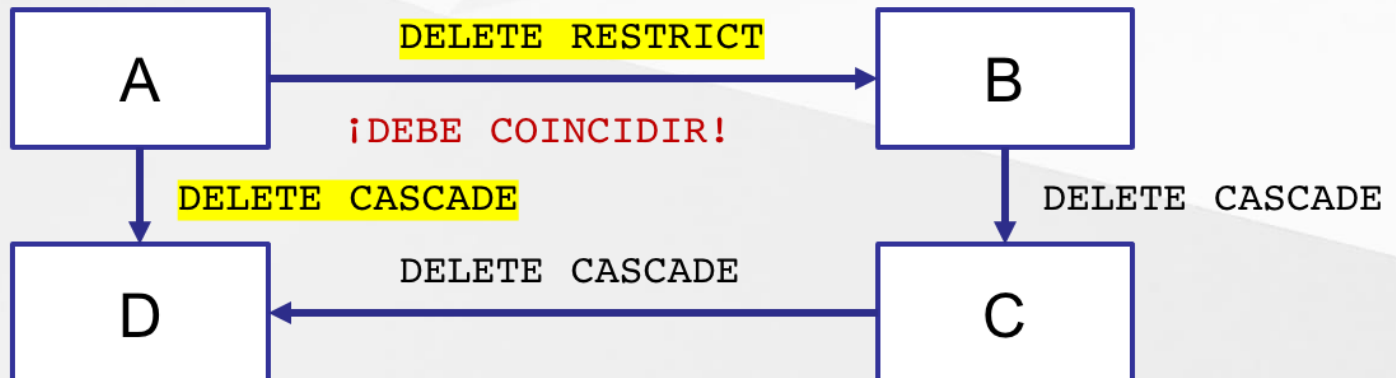 A
DELETE RESTRICT
B
¡DEBE COINCIDIR!
DELETE CASCADE
DELETE CASCADE
DELETE CASCADE
D
C